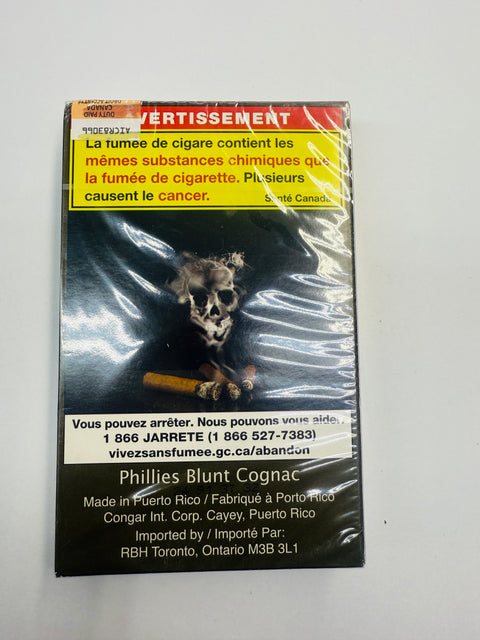 DUTY PAID
CANADA
VERTISSEMENT
La fumée de cigare contient les
mêmes substances chimiques que
la fumée de cigarette. Plusieurs
causent le cancer.
Santé Canada
Vous pouvez arrêter. Nous pouvons vous aider.
1 866 JARRETE (1 866 527-7383)
vivezsansfumee.gc.ca/abandon
Phillies Blunt Cognac
Made in Puerto Rico / Fabriqué à Porto Rico
Congar Int. Corp. Cayey, Puerto Rico
Imported by / Importé Par:
RBH Toronto, Ontario M3B 3L1